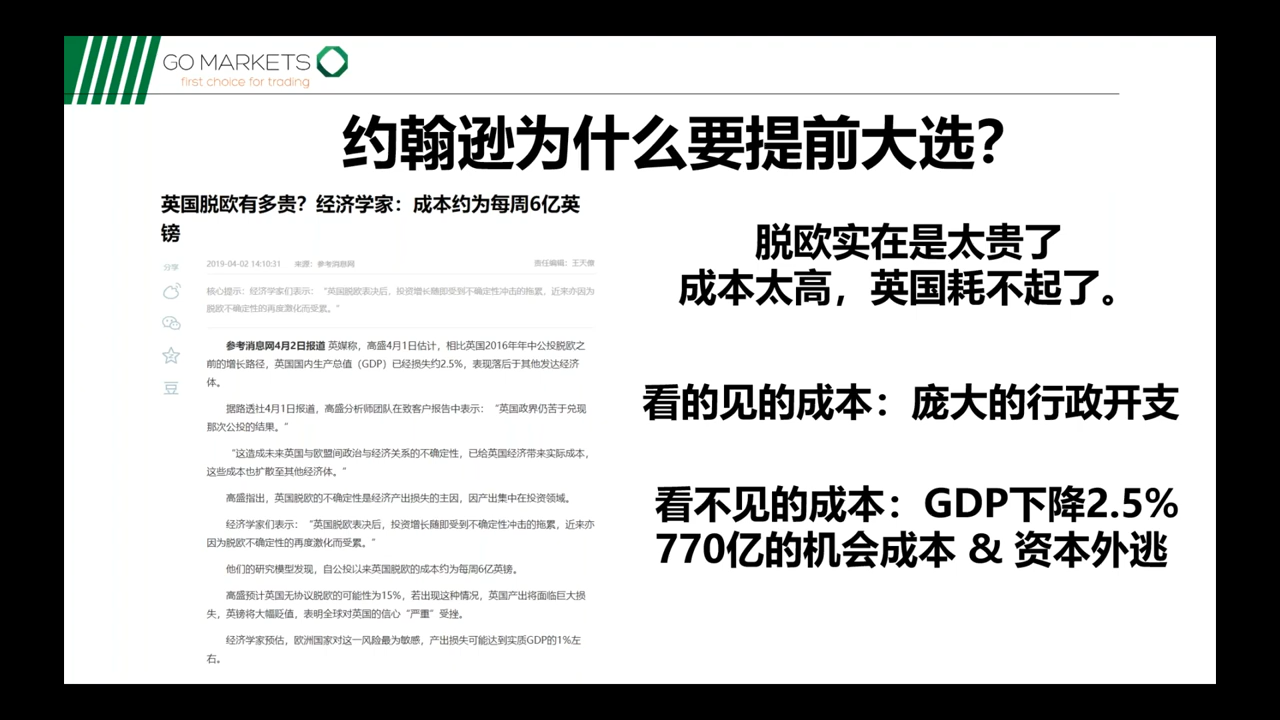 GO MARKETS
first choice for trading
约翰逊为什么要提前大选？
英国脱欧有多贵？经济学家：成本约为每周6亿英
镑
分享
2019-04-02 14:10:31 来源：参考消息网 责任编辑：王天僚
核心提示：经济学家们表示：“英国脱欧表决后，投资增长随即受到不确定性冲击的拖累，近来亦因为
脱欧不确定性的再度激化而受累。”
参考消息网4月2日报道 英媒称，高盛4月1日估计，相比英国2016年年中公投脱欧之
前的增长路径，英国国内生产总值（GDP）已经损失约2.5%，表现落后于其他发达经济
体。
据路透社4月1日报道，高盛分析师团队在致客户报告中表示：“英国政界仍苦于兑现
那次公投的结果。”
“这造成未来英国与欧盟间政治与经济关系的不确定性，已给英国经济带来实际成本，
这些成本也扩散至其他经济体。”
高盛指出，英国脱欧的不确定性是经济产出损失的主因，因产出集中在投资领域。
经济学家们表示：“英国脱欧表决后，投资增长随即受到不确定性冲击的拖累，近来亦
因为脱欧不确定性的再度激化而受累。”
他们的研究模型发现，自公投以来英国脱欧的成本约为每周6亿英镑。
高盛预计英国无协议脱欧的可能性为15%，若出现这种情况，英国产出将面临巨大损
失，英镑将大幅贬值，表明全球对英国的信心“严重”受挫。
经济学家预估，欧洲国家对这一风险最为敏感，产出损失可能达到实质GDP的1%左
右。
脱欧实在是太贵了
成本太高，英国耗不起了。
看的见的成本：庞大的行政开支
看不见的成本：GDP下降2.5%
770亿的机会成本 & 资本外逃